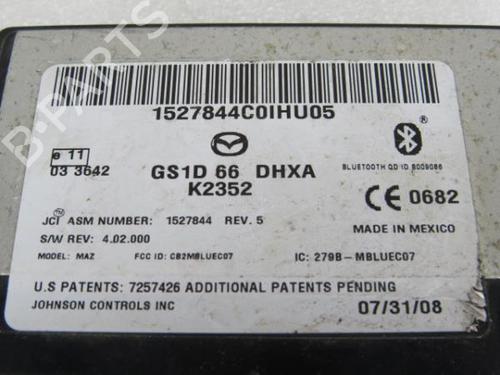 1527844C0IHU05
e 11
03 3642
GS1D 66 DHXA
K2352
BLUETOOTH QD ID B009086
CE 0682
JCI™ ASM NUMBER: 1527844 REV. 5
MADE IN MEXICO
S/W REV: 4.02.000
MODEL: MAZ FCC ID: CB2MBLUEC07 IC: 279B-MBLUEC07
U.S PATENTS: 7257426 ADDITIONAL PATENTS PENDING
JOHNSON CONTROLS INC 07/31/08
B-PARTS